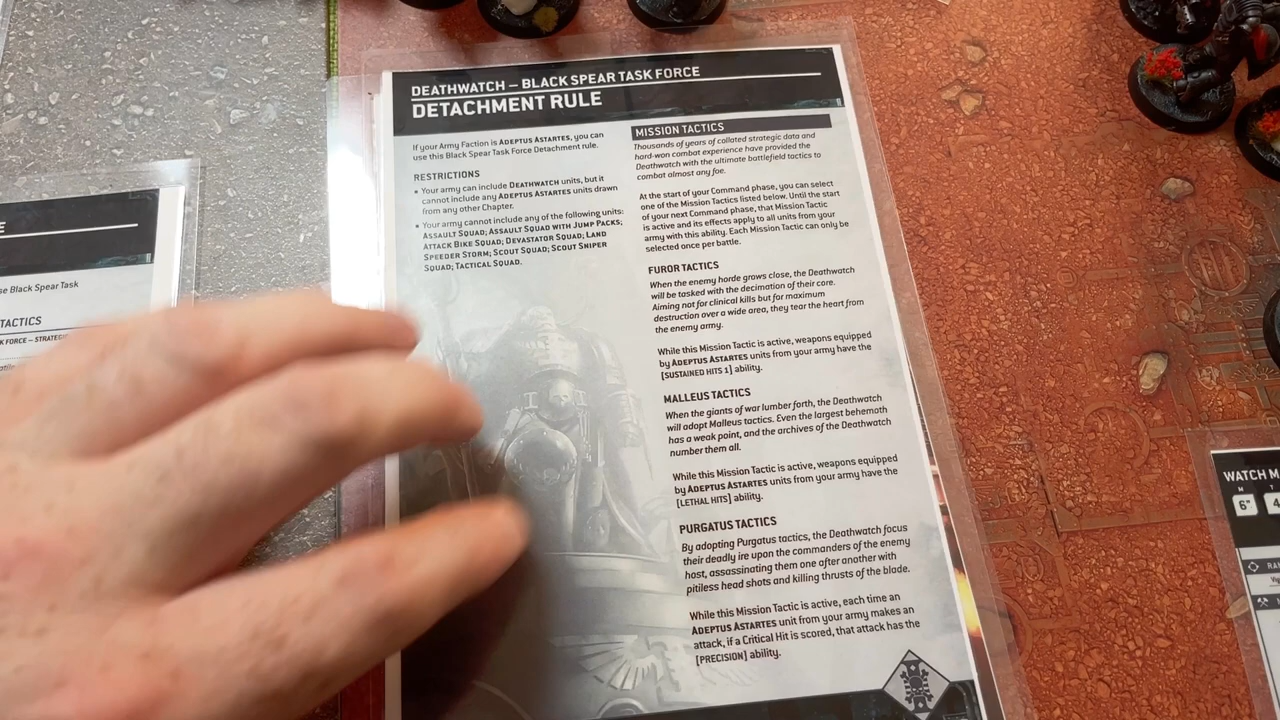 DEATHWATCH – BLACK SPEAR TASK FORCE
DETACHMENT RULE
If your Army Faction is ADEPTUS ASTARTES, you can
use this Black Spear Task Force Detachment rule.
RESTRICTIONS
• Your army can include DEATHWATCH units, but it
cannot include any ADEPTUS ASTARTES units drawn
from any other Chapter.
• Your army cannot include any of the following units:
ASSAULT SQUAD; ASSAULT SQUAD WITH JUMP PACKS;
ATTACK BIKE SQUAD; DEVASTATOR SQUAD; LAND
SPEEDER STORM; SCOUT SQUAD; SCOUT SNIPER
SQUAD; TACTICAL SQUAD.
MISSION TACTICS
Thousands of years of collated strategic data and
hard-won combat experience have provided the
Deathwatch with the ultimate battlefield tactics to
combat almost any foe.
At the start of your Command phase, you can select
one of the Mission Tactics listed below. Until the start
of your next Command phase, that Mission Tactic
is active and its effects apply to all units from your
army with this ability. Each Mission Tactic can only be
selected once per battle.
FUROR TACTICS
When the enemy horde grows close, the Deathwatch
will be tasked with the decimation of their core.
Aiming not for clinical kills but for maximum
destruction over a wide area, they tear the heart from
the enemy army.
While this Mission Tactic is active, weapons equipped
by ADEPTUS ASTARTES units from your army have the
[SUSTAINED HITS 1] ability.
MALLEUS TACTICS
When the giants of war lumber forth, the Deathwatch
will adopt Malleus tactics. Even the largest behemoth
has a weak point, and the archives of the Deathwatch
number them all.
While this Mission Tactic is active, weapons equipped
by ADEPTUS ASTARTES units from your army have the
[LETHAL HITS] ability.
PURGATUS TACTICS
By adopting Purgatus tactics, the Deathwatch focus
their deadly ire upon the commanders of the enemy
host, assassinating them one after another with
pitiless head shots and killing thrusts of the blade.
While this Mission Tactic is active, each time an
ADEPTUS ASTARTES unit from your army makes an
attack, if a Critical Hit is scored, that attack has the
[PRECISION] ability.
E
se Black Spear Task
TACTICS
K FORCE – STRATEG
WATCH M
M T
6" 4
RAN